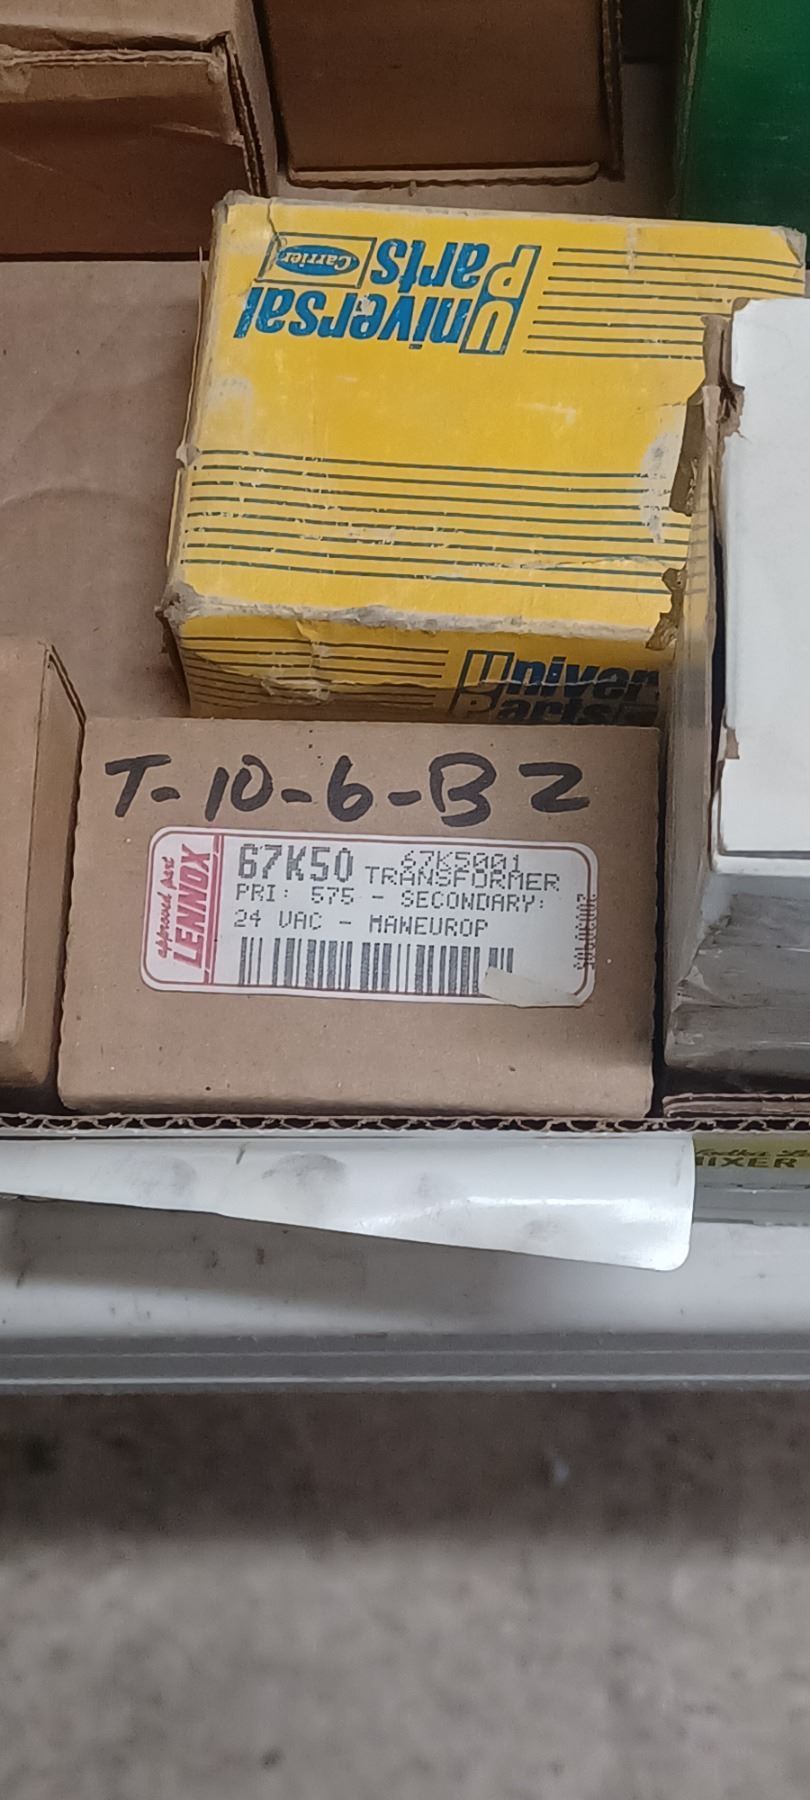 Universal
Parts Carrier
Univer
Parts
T-10-6-B2
approved part
LENNOX
67K50 67K5001
TRANSFORMER
PRI: 575 - SECONDARY:
24 VAC - MANEUROP
MIXER